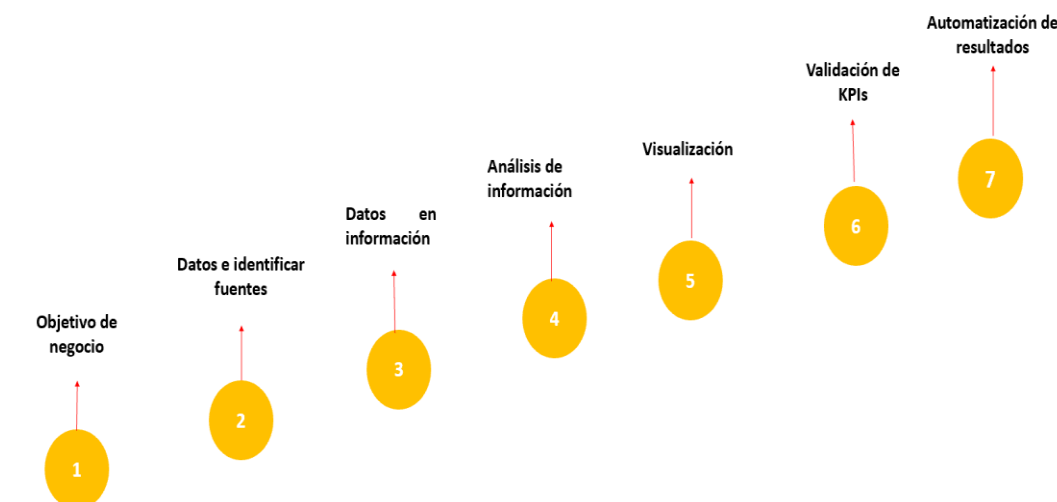 Objetivo de
negocio
1
Datos e identificar
fuentes
2
Datos en
información
3
Análisis de
información
4
Visualización
5
Validación de
KPIs
6
Automatización de
resultados
7